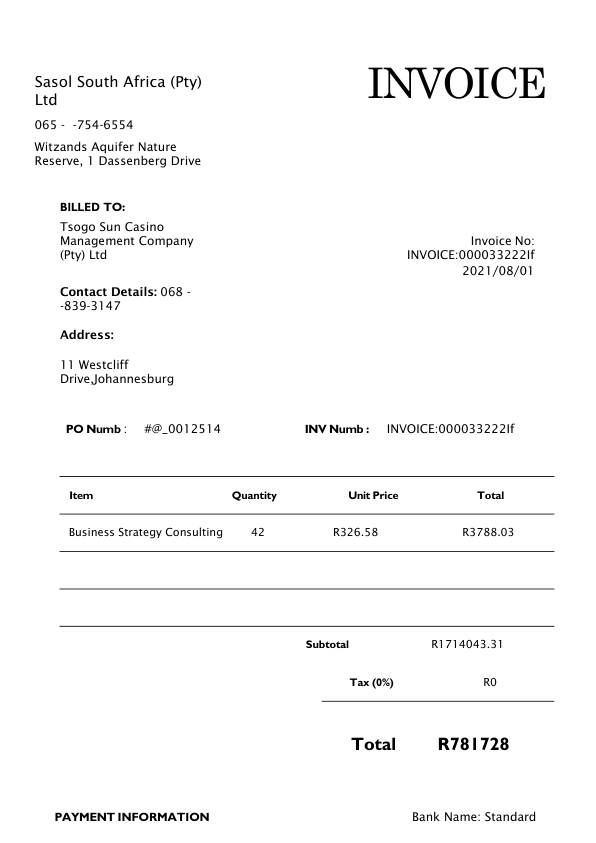 Sasol South Africa (Pty)
Ltd
INVOICE
065 -  -754-6554
Witzands Aquifer Nature
Reserve, 1 Dassenberg Drive
BILLED TO:
Tsogo Sun Casino
Management Company
(Pty) Ltd
Invoice No:
INVOICE:000033222If
2021/08/01
Contact Details: 068 -
-839-3147
Address:
11 Westcliff
Drive,Johannesburg
PO Numb : #@_0012514 INV Numb : INVOICE:000033222If
Item Quantity Unit Price Total
Business Strategy Consulting 42 R326.58 R3788.03
Subtotal R1714043.31
Tax (0%) R0
Total R781728
PAYMENT INFORMATION Bank Name: Standard